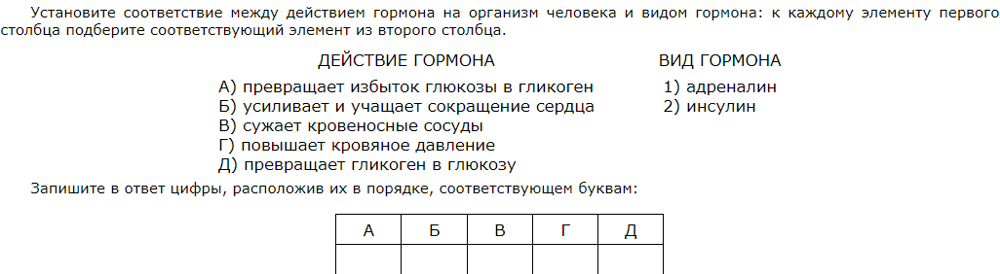 Установите соответствие между действием гормона на организм человека и видом гормона: к каждому элементу первого
столбца подберите соответствующий элемент из второго столбца.
ДЕЙСТВИЕ ГОРМОНА ВИД ГОРМОНА
А) превращает избыток глюкозы в гликоген 1) адреналин
Б) усиливает и учащает сокращение сердца 2) инсулин
В) сужает кровеносные сосуды
Г) повышает кровяное давление
Д) превращает гликоген в глюкозу
Запишите в ответ цифры, расположив их в порядке, соответствующем буквам:
А Б В Г Д